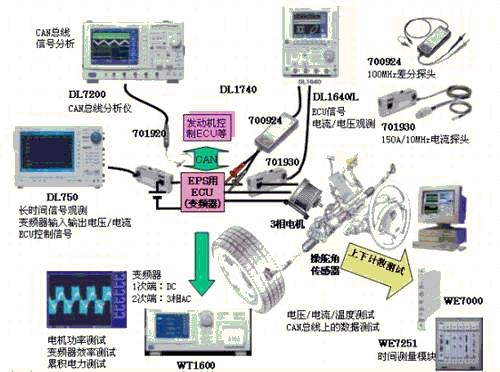 CAN总线
信号分析
DL7200
CAN总线分析仪
701920
DL1740
发动机控
制ECU等
CAN
700924
DL1640
DL1640/L
ECU信号
电流/电压观测
700924
100MHz差分探头
701930
150A/10MHz电流探头
DL750
长时间信号观测
变频器输入输出电压/电流
ECU控制信号
EPS用
ECU
(变频器)
701930
3相电机
操舵角
传感器
上下计数测试
变频器
1次端：DC
2次端：3相AC
电机功率测试
变频器效率测试
累积电力测试
WT1600
电压/电流/温度测试
CAN总线上的数据测试
WE7000
WE7251
时间测量模块